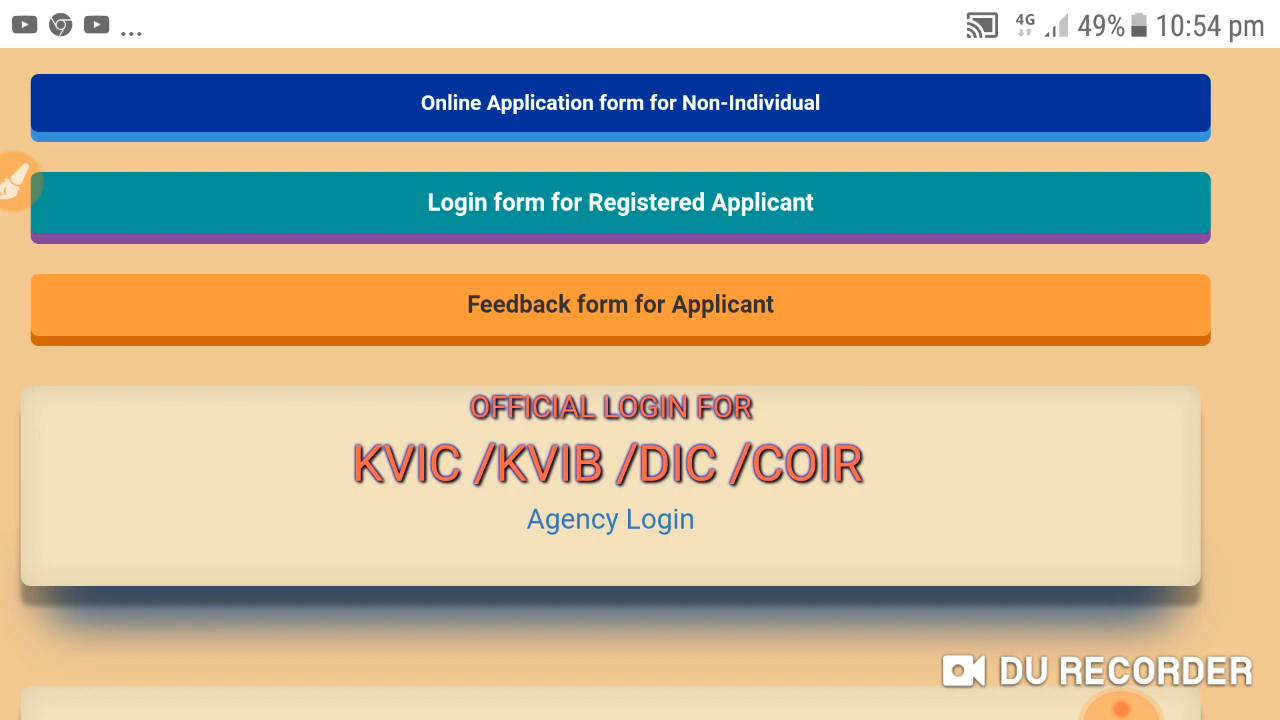 ... 4G 49% 10:54 pm
Online Application form for Non-Individual
Login form for Registered Applicant
Feedback form for Applicant
OFFICIAL LOGIN FOR
KVIC /KVIB /DIC /COIR
Agency Login
DU RECORDER